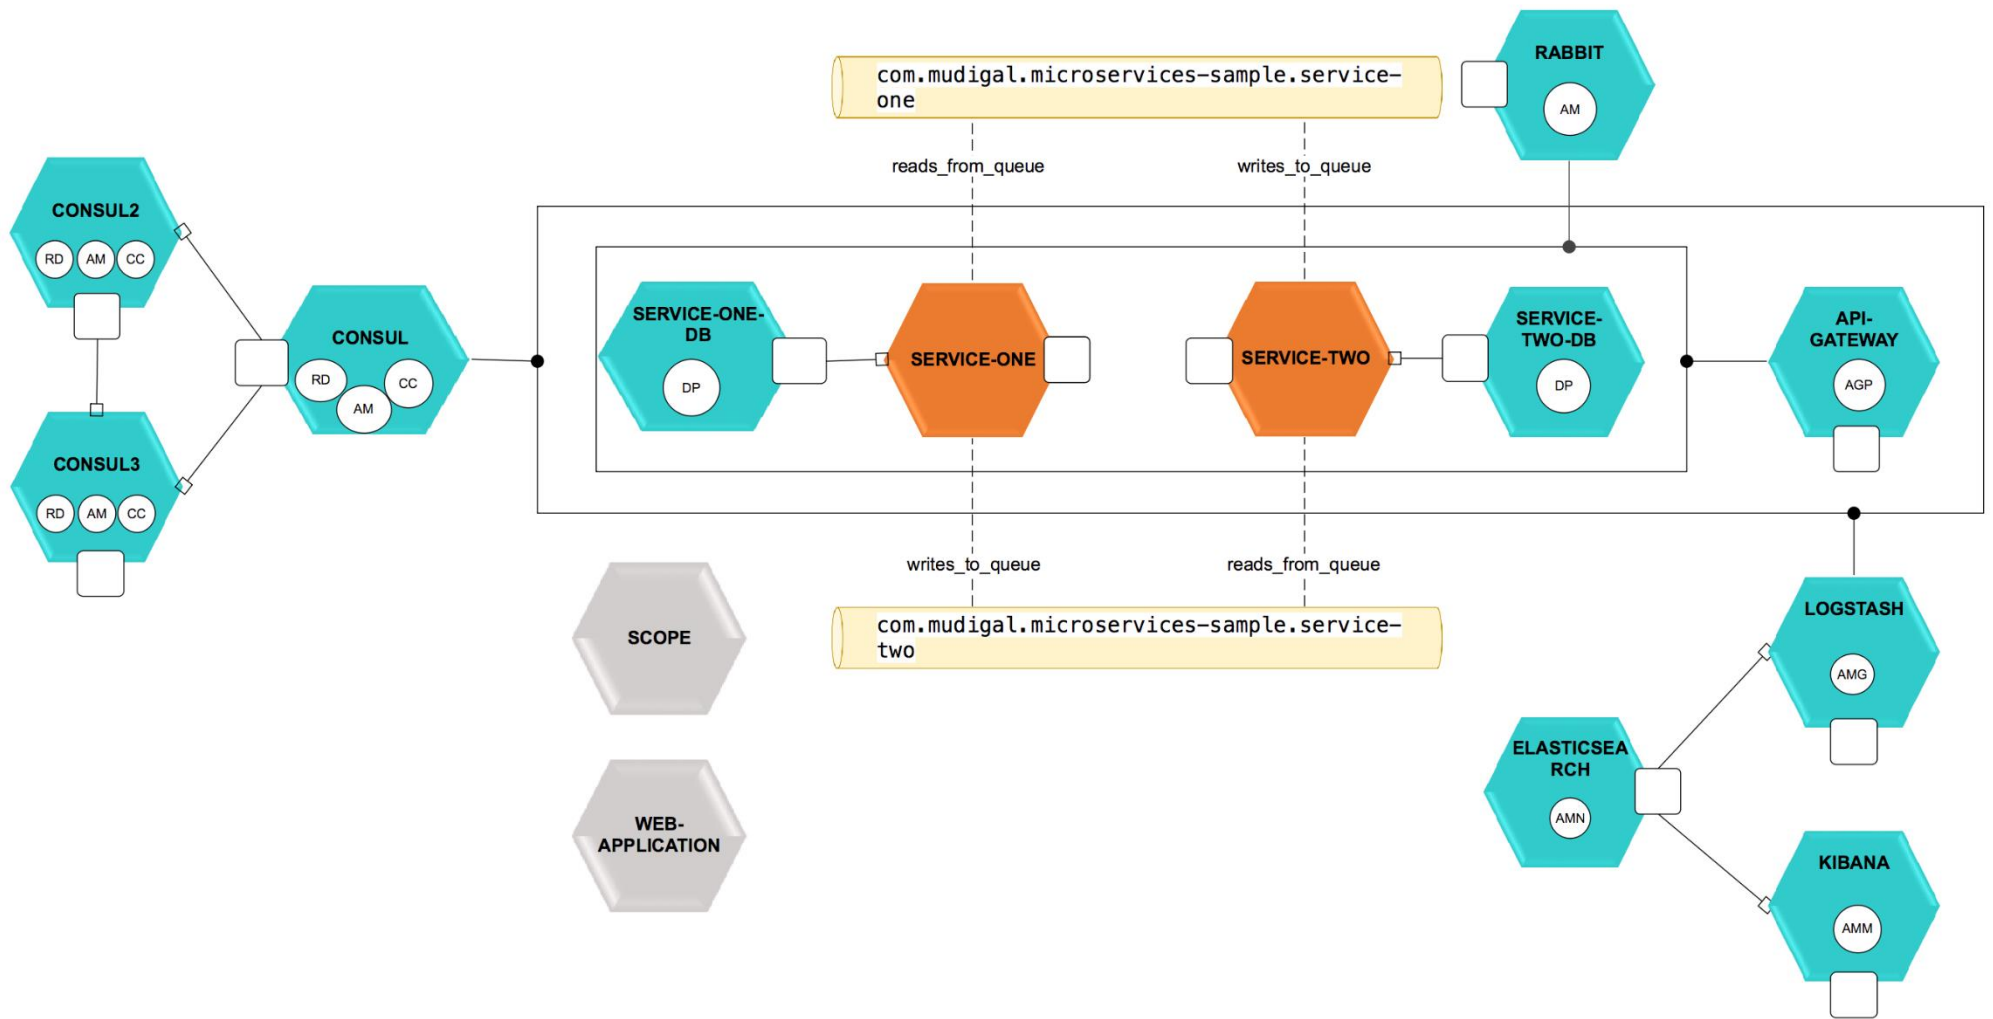 com.mudigal.microservices-sample.service-
one
RABBIT
AM
reads_from_queue
writes_to_queue
CONSUL2
RD
AM
CC
CONSUL
RD
AM
CC
CONSUL3
RD
AM
CC
SERVICE-ONE-
DB
DP
SERVICE-ONE
SERVICE-TWO
SERVICE-
TWO-DB
DP
API-
GATEWAY
AGP
writes_to_queue
reads_from_queue
com.mudigal.microservices-sample.service-
two
SCOPE
WEB-
APPLICATION
LOGSTASH
AMG
ELASTICSEA
RCH
AMN
KIBANA
AMM